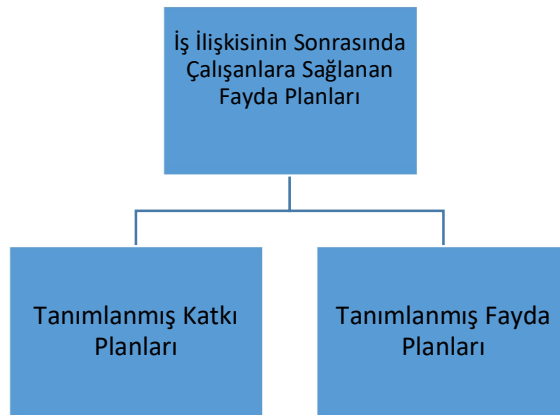 İş İlişkisinin Sonrasında
Çalışanlara Sağlanan
Fayda Planları
Tanımlanmış Katkı
Planları
Tanımlanmış Fayda
Planları